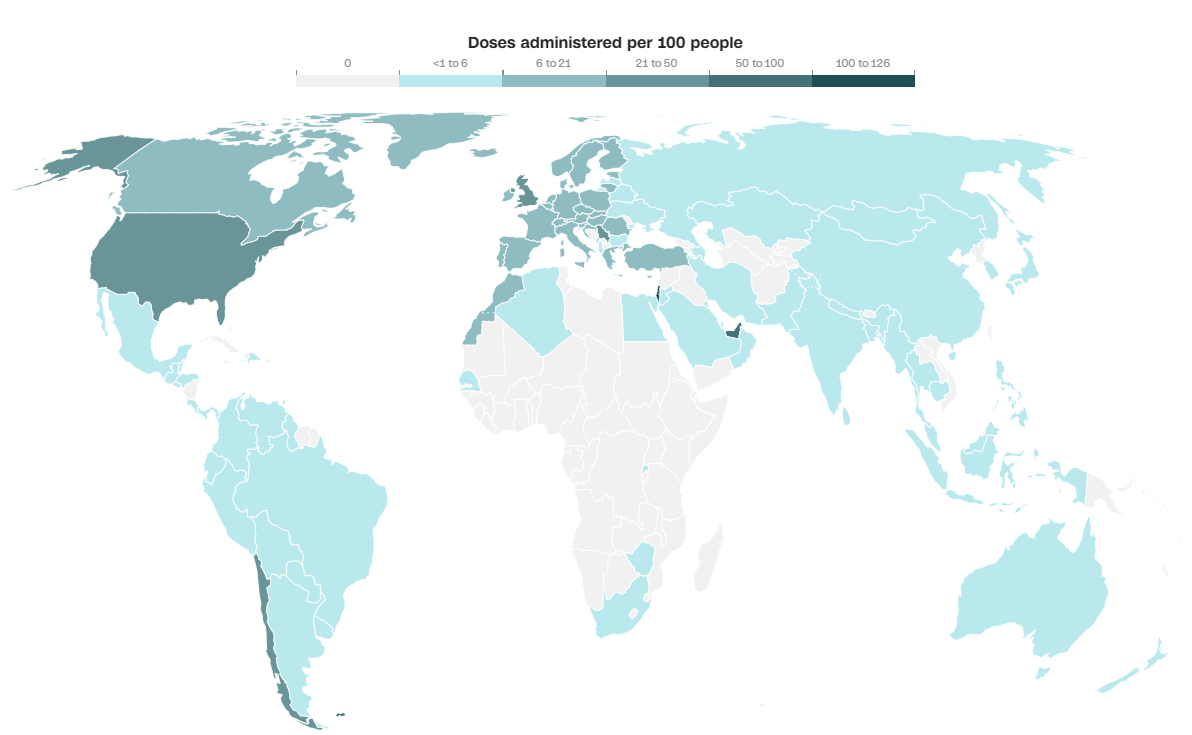 Doses administered per 100 people
0 <1 to 6 6 to 21 21 to 50 50 to 100 100 to 126